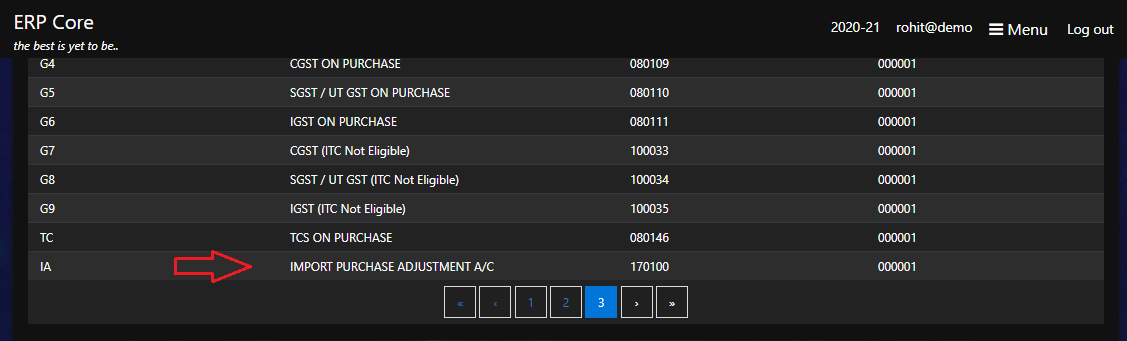 ERP Core
the best is yet to be..
2020-21 rohit@demo Menu Log out
G4 CGST ON PURCHASE 080109 000001
G5 SGST / UT GST ON PURCHASE 080110 000001
G6 IGST ON PURCHASE 080111 000001
G7 CGST (ITC Not Eligible) 100033 000001
G8 SGST / UT GST (ITC Not Eligible) 100034 000001
G9 IGST (ITC Not Eligible) 100035 000001
TC TCS ON PURCHASE 080146 000001
IA IMPORT PURCHASE ADJUSTMENT A/C 170100 000001
« ‹ 1 2 3 › »